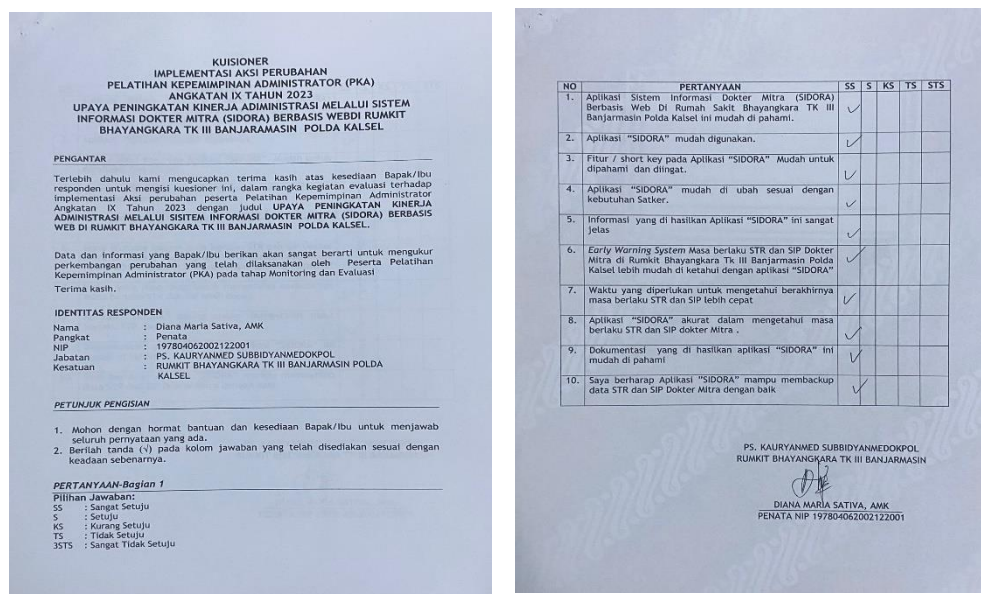 KUISIONER
IMPLEMENTASI AKSI PERUBAHAN
PELATIHAN KEPEMIMPINAN ADMINISTRATOR (PKA)
ANGKATAN IX TAHUN 2023
UPAYA PENINGKATAN KINERJA ADIMINISTRASI MELALUI SISTEM
INFORMASI DOKTER MITRA (SIDORA) BERBASIS WEBDI RUMKIT
BHAYANGKARA TK III BANJARAMASIN POLDA KALSEL
PENGANTAR
Terlebih dahulu kami mengucapkan terima kasih atas kesediaan Bapak/Ibu
responden untuk mengisi kuesioner ini, dalam rangka kegiatan evaluasi terhadap
implementasi Aksi perubahan peserta Pelatihan Kepemimpinan Administrator
Angkatan IX Tahun 2023 dengan judul UPAYA PENINGKATAN KINERJA
ADMINISTRASI MELALUI SISITEM INFORMASI DOKTER MITRA (SIDORA) BERBASIS
WEB DI RUMKIT BHAYANGKARA TK III BANJARMASIN POLDA KALSEL.
Data dan Informasi yang Bapak/Ibu berikan akan sangat berarti untuk mengukur
perkembangan perubahan yang telah dilaksanakan oleh Peserta Pelatihan
Kepemimpinan Administrator (PKA) pada tahap Monitoring dan Evaluasi
Terima kasih.
IDENTITAS RESPONDEN
Nama : Diana Maria Sativa, AMK
Pangkat : Penata
NIP : 197804062002122001
Jabatan : PS. KAURYANMED SUBBIDYANMEDOKPOL
Kesatuan : RUMKIT BHAYANGKARA TK III BANJARMASIN POLDA
KALSEL
PETUNJUK PENGISIAN
1. Mohon dengan hormat bantuan dan kesediaan Bapak/Ibu untuk menjawab
seluruh pernyataan yang ada.
2. Berilah tanda (√) pada kolom jawaban yang telah disediakan sesuai dengan
keadaan sebenarnya.
PERTANYAAN-Bagian 1
Pilihan Jawaban:
SS : Sangat Setuju
S : Setuju
KS : Kurang Setuju
TS : Tidak Setuju
3STS : Sangat Tidak Setuju
NO PERTANYAAN SS S KS TS STS
1. Aplikasi Sistem Informasi Dokter Mitra (SIDORA) ✓
Berbasis Web Di Rumah Sakit Bhayangkara TK III
Banjarmasin Polda Kalsel ini mudah di pahami.
2. Aplikasi "SIDORA" mudah digunakan. ✓
3. Fitur / short key pada Aplikasi "SIDORA" Mudah untuk ✓
dipahami dan diingat.
4. Aplikasi "SIDORA" mudah di ubah sesuai dengan ✓
kebutuhan Satker.
5. Informasi yang di hasilkan Aplikasi "SIDORA" ini sangat ✓
jelas
6. Early Warning System Masa berlaku STR dan SIP Dokter ✓
Mitra di Rumkit Bhayangkara Tk III Banjarmasin Polda
Kalsel lebih mudah di ketahui dengan aplikasi "SIDORA"
7. Waktu yang diperlukan untuk mengetahui berakhirnya ✓
masa berlaku STR dan SIP lebih cepat
8. Aplikasi "SIDORA" akurat dalam mengetahui masa ✓
berlaku STR dan SIP dokter Mitra .
9. Dokumentasi yang di hasilkan aplikasi "SIDORA" ini ✓
mudah di pahami
10. Saya berharap Aplikasi "SIDORA" mampu membackup ✓
data STR dan SIP Dokter Mitra dengan baik
PS. KAURYANMED SUBBIDYANMEDOKPOL
RUMKIT BHAYANGKARA TK III BANJARMASIN
DIANA MARIA SATIVA, AMK
PENATA NIP 197804062002122001